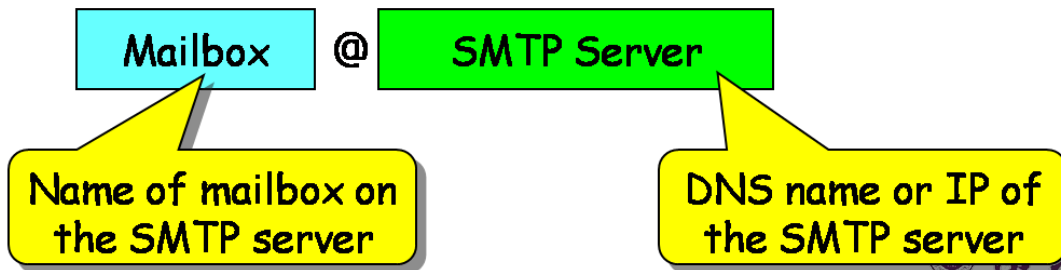 Mailbox @ SMTP Server
Name of mailbox on
the SMTP server
DNS name or IP of
the SMTP server